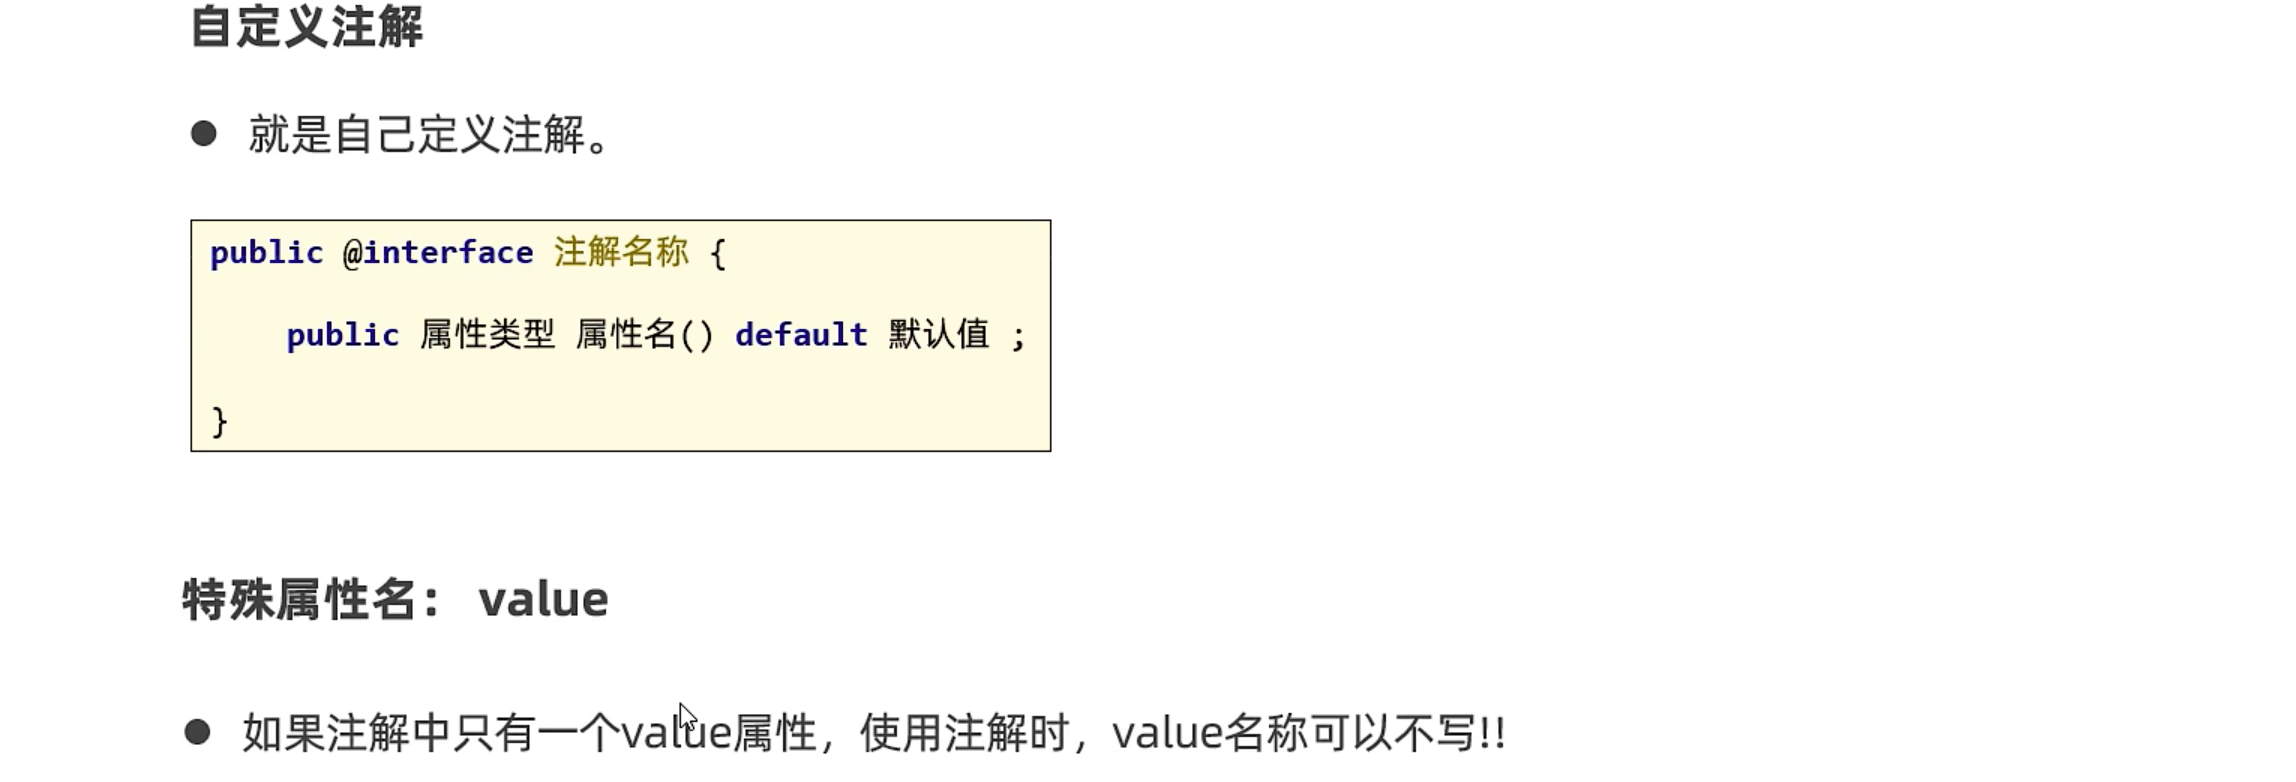 自定义注解
● 就是自己定义注解。
public @interface 注解名称 {
public 属性类型 属性名() default 默认值 ;
}
特殊属性名： value
● 如果注解中只有一个value属性，使用注解时，value名称可以不写!!